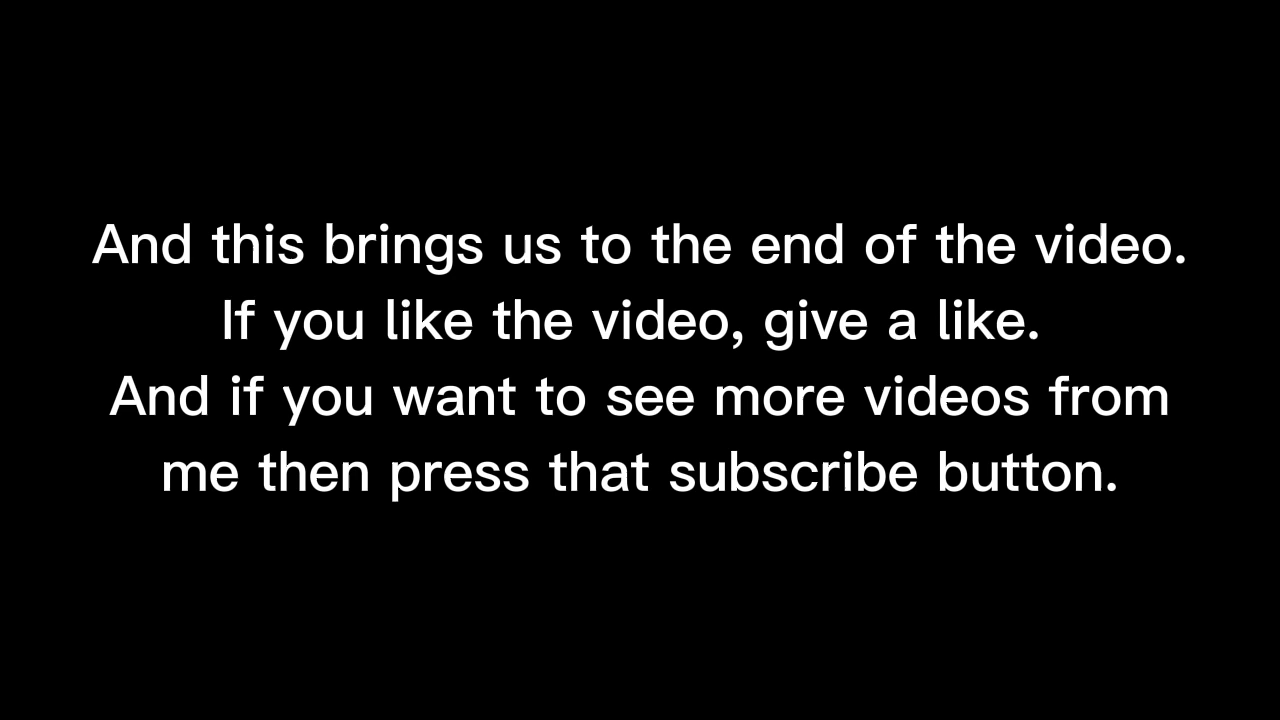 And this brings us to the end of the video.
If you like the video, give a like.
And if you want to see more videos from
me then press that subscribe button.